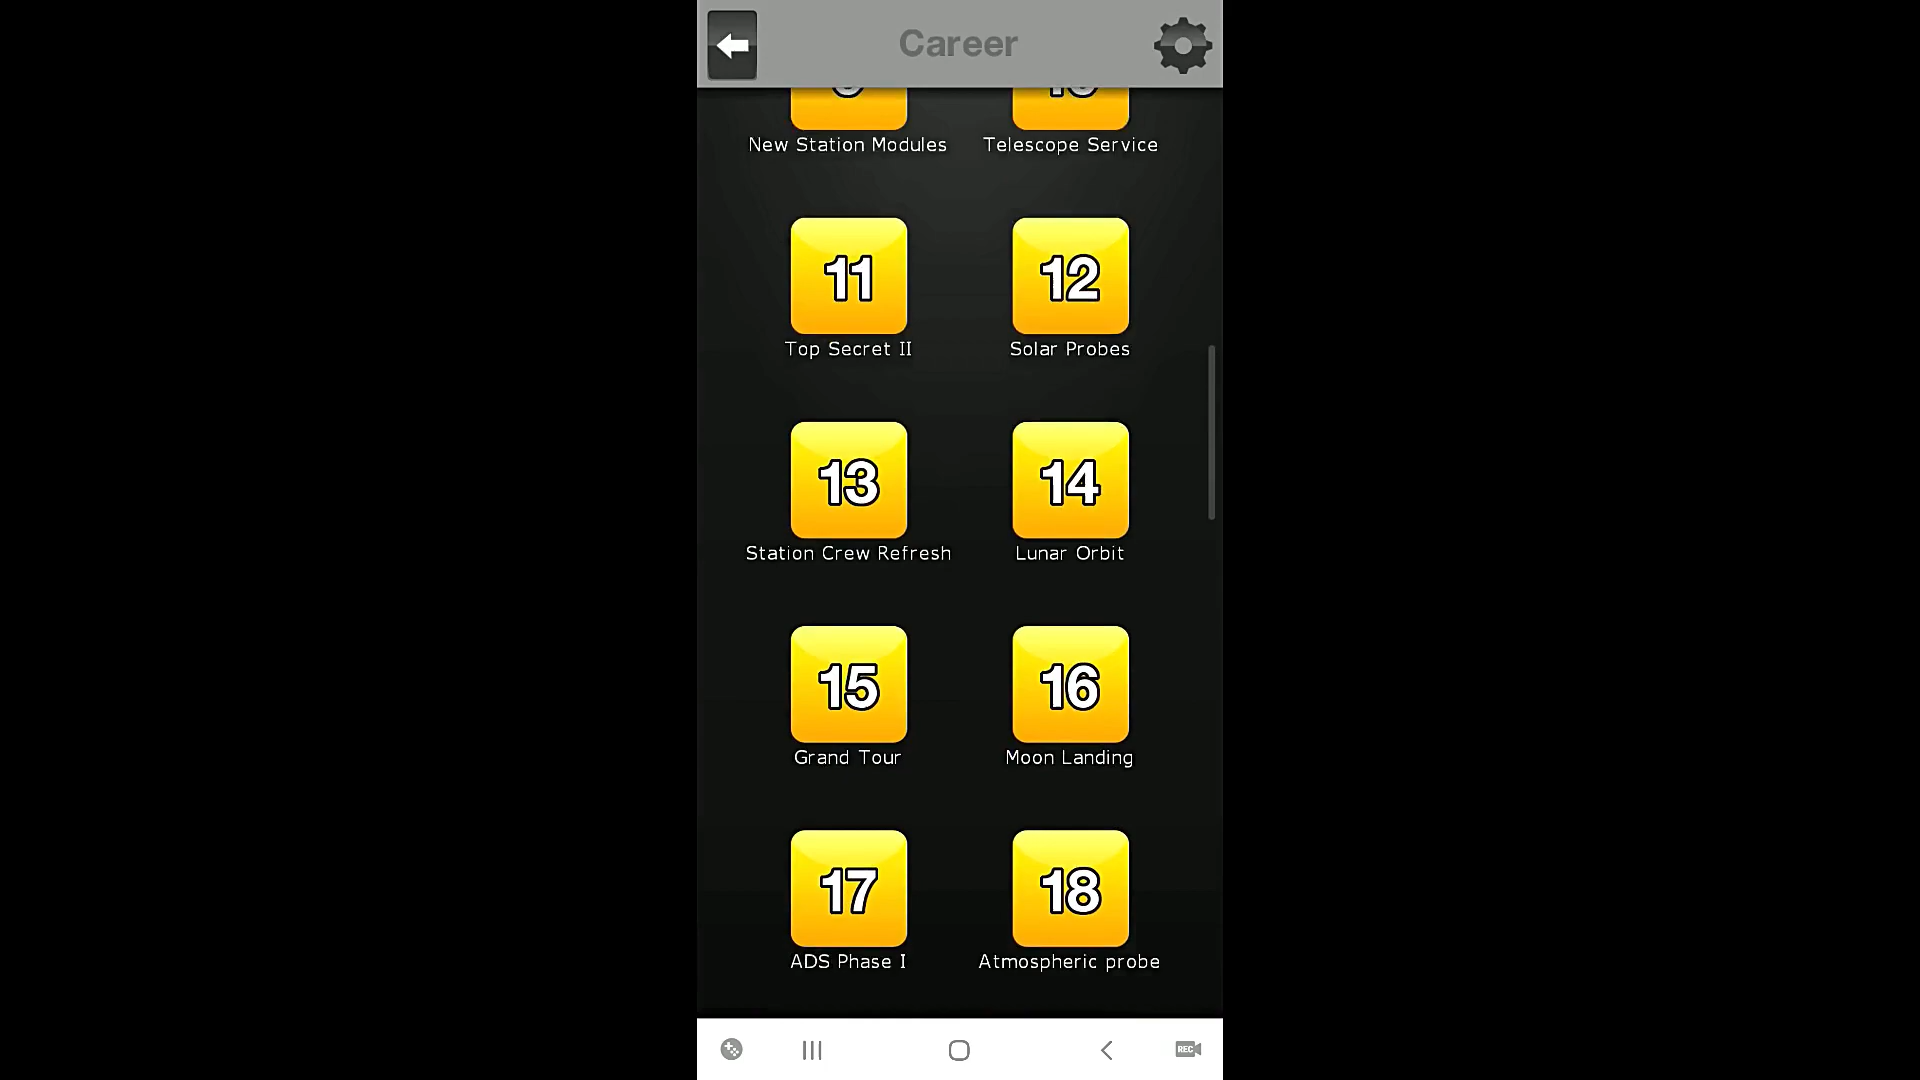 Career
New Station Modules
Telescope Service
11
12
Top Secret II
Solar Probes
13
14
Station Crew Refresh
Lunar Orbit
15
16
Grand Tour
Moon Landing
17
18
ADS Phase I
Atmospheric probe
REC